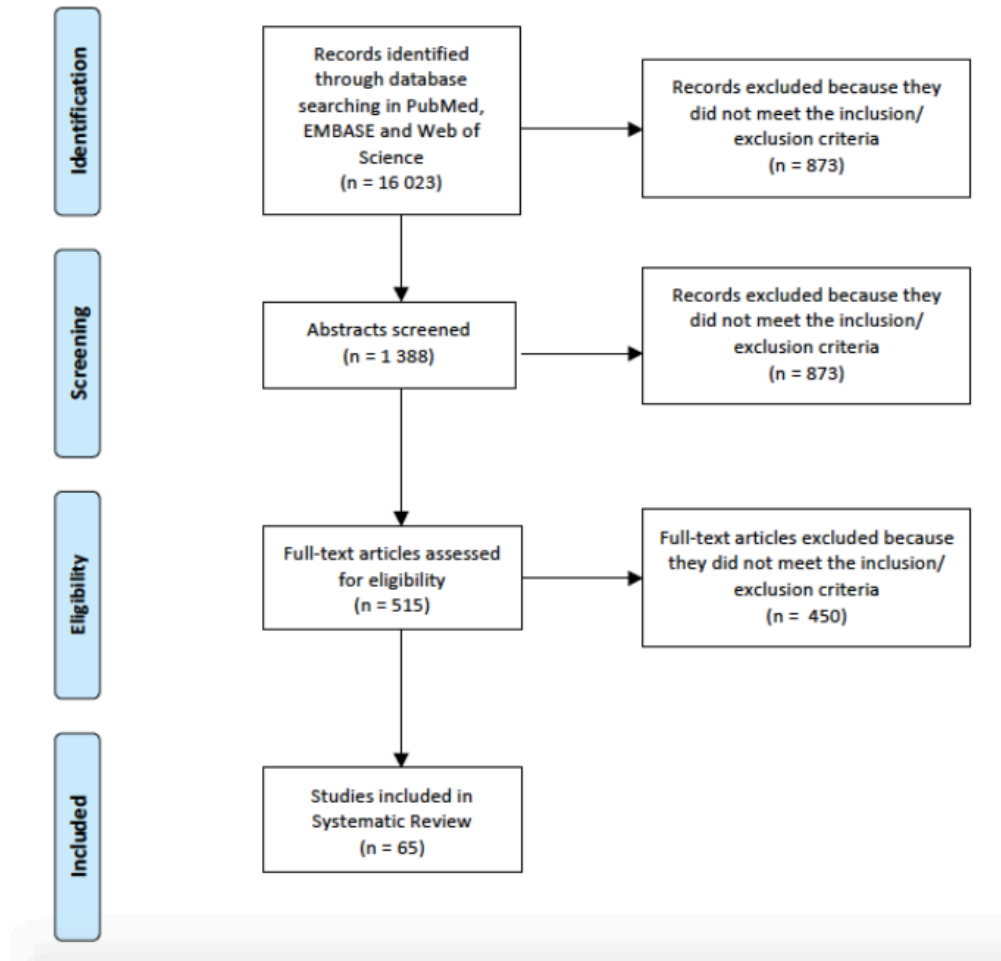 Identification
Records identified
through database
searching in PubMed,
EMBASE and Web of
Science
(n = 16 023)
Records excluded because they
did not meet the inclusion/
exclusion criteria
(n = 873)
Screening
Abstracts screened
(n = 1 388)
Records excluded because they
did not meet the inclusion/
exclusion criteria
(n = 873)
Eligibility
Full-text articles assessed
for eligibility
(n = 515)
Full-text articles excluded because
they did not meet the inclusion/
exclusion criteria
(n = 450)
Included
Studies included in
Systematic Review
(n = 65)